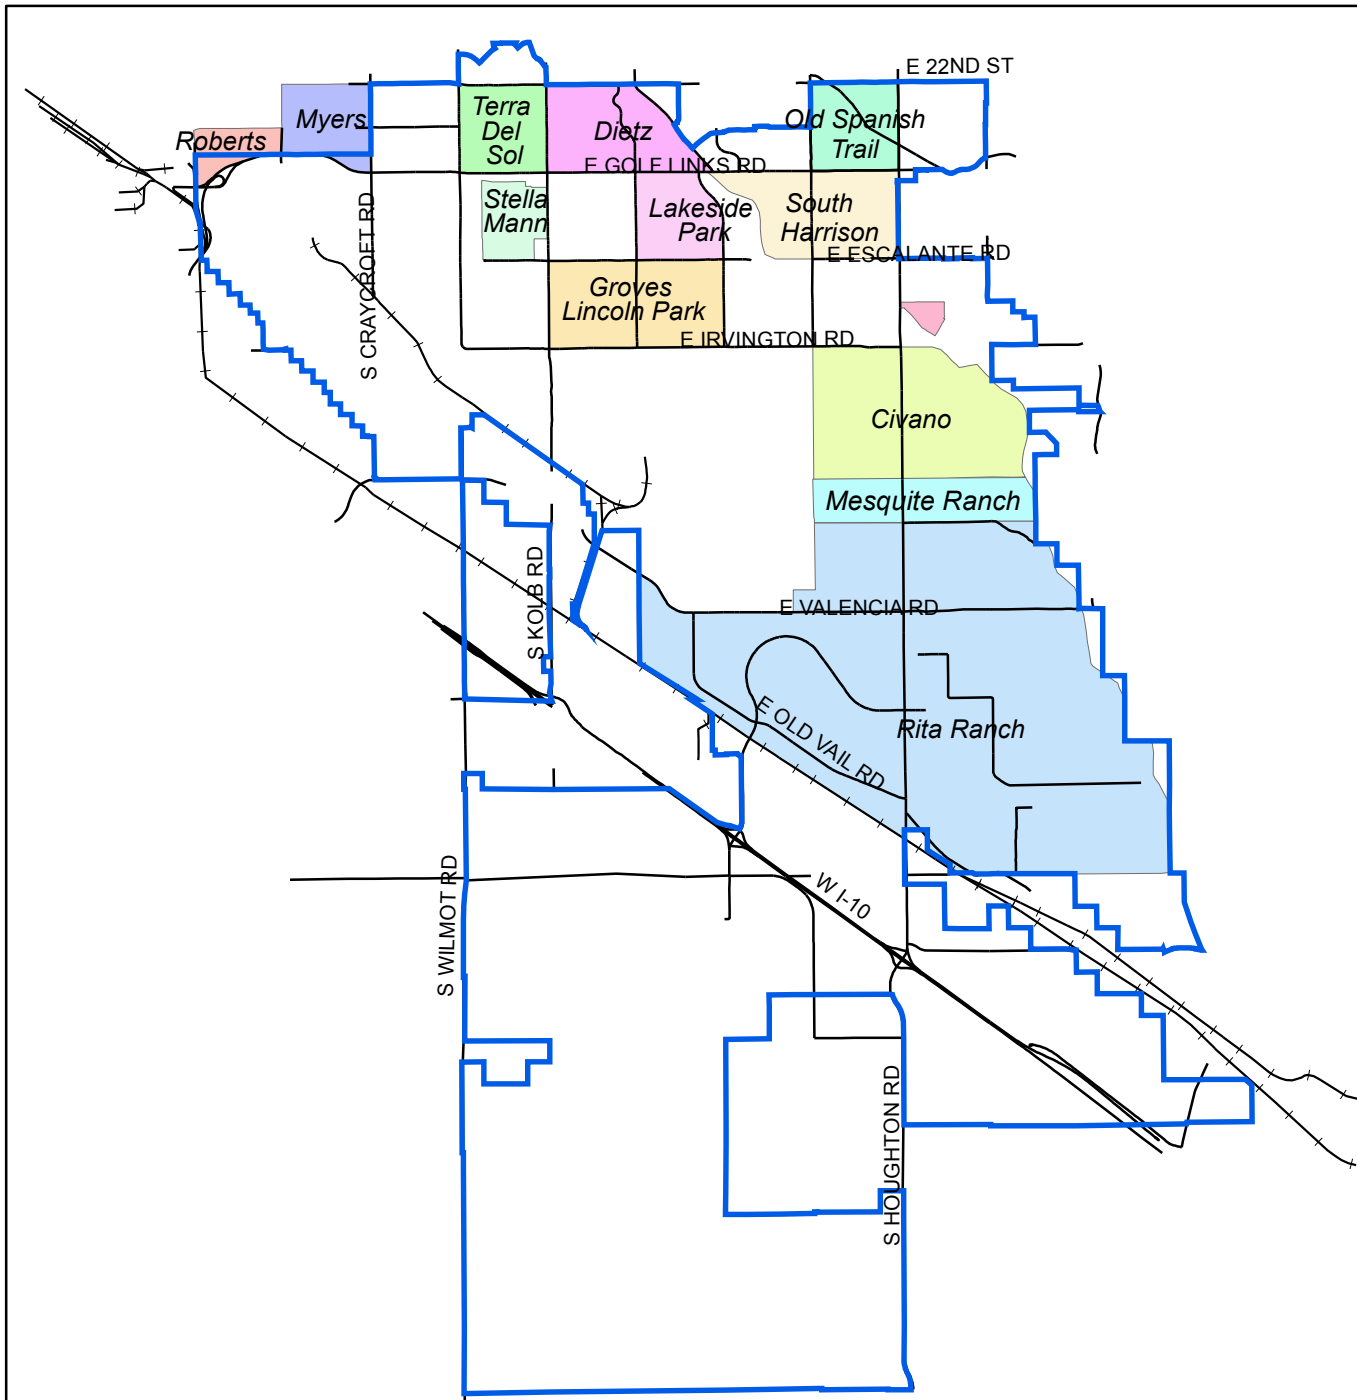 E 22ND ST
Terra
Del
Sol
Myers
Dietz
Old Spanish
Trail
Roberts
E GOLF LINKS RD
Stella
Mann
Lakeside
Park
South
Harrison
E ESCALANTE RD
S CRAYCROFT RD
Groves
Lincoln Park
E IRVINGTON RD
Civano
Mesquite Ranch
S KOLB RD
E VALENCIA RD
E OLD VAIL RD
Rita Ranch
S WILMOT RD
W I-10
S HOUGHTON RD